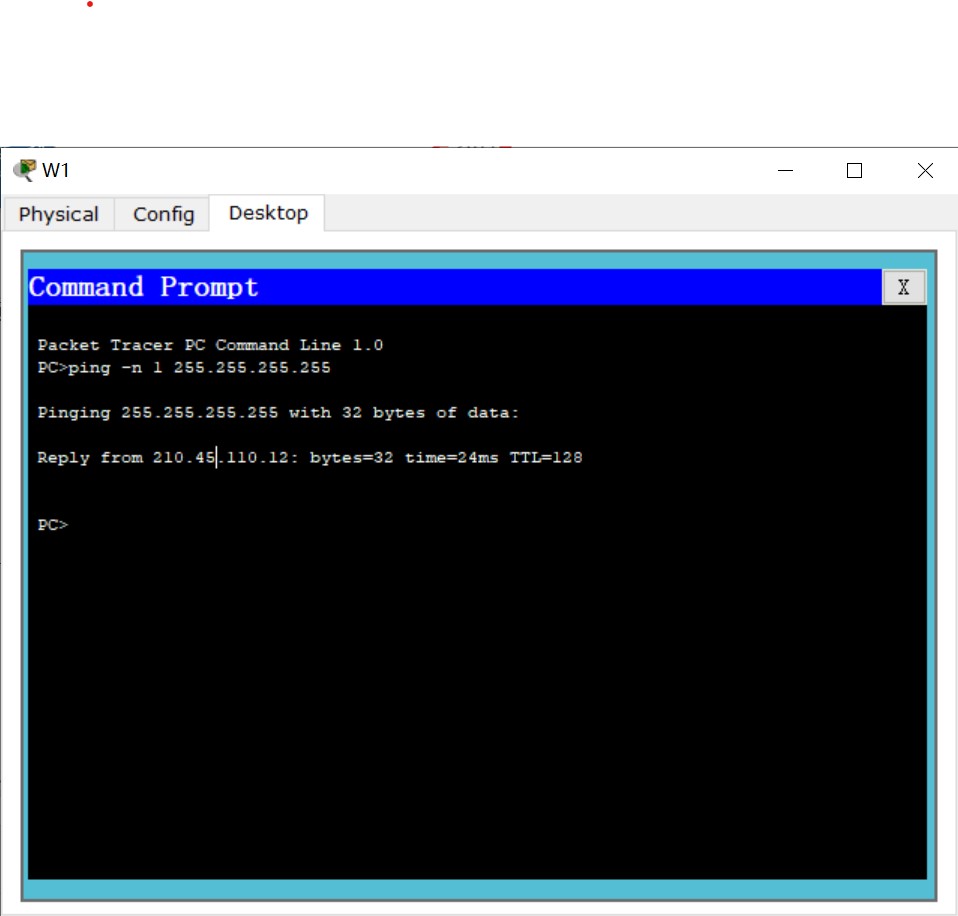 W1
Physical Config Desktop
Command Prompt X
Packet Tracer PC Command Line 1.0
PC>ping -n 1 255.255.255.255
Pinging 255.255.255.255 with 32 bytes of data:
Reply from 210.45.110.12: bytes=32 time=24ms TTL=128
PC>